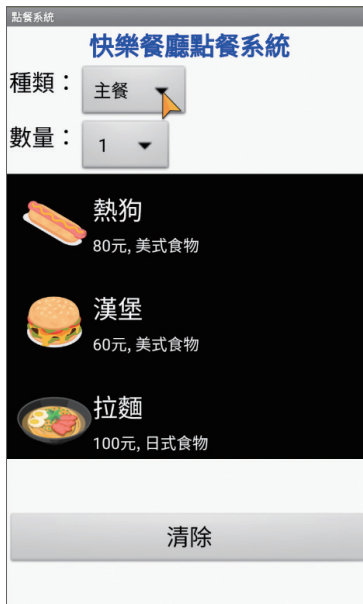 點餐系統
快樂餐廳點餐系統
種類：
主餐
數量：
1
熱狗
80元, 美式食物
漢堡
60元, 美式食物
拉麵
100元, 日式食物
清除